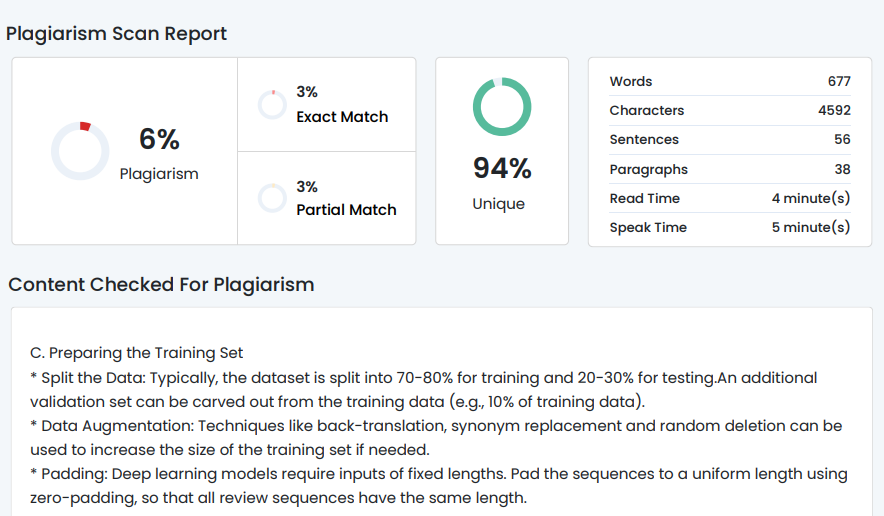 Plagiarism Scan Report
6%
Plagiarism
3%
Exact Match
3%
Partial Match
94%
Unique
Words 677
Characters 4592
Sentences 56
Paragraphs 38
Read Time 4 minute(s)
Speak Time 5 minute(s)
Content Checked For Plagiarism
C. Preparing the Training Set
* Split the Data: Typically, the dataset is split into 70-80% for training and 20-30% for testing.An additional
validation set can be carved out from the training data (e.g., 10% of training data).
* Data Augmentation: Techniques like back-translation, synonym replacement and random deletion can be
used to increase the size of the training set if needed.
* Padding: Deep learning models require inputs of fixed lengths. Pad the sequences to a uniform length using
zero-padding, so that all review sequences have the same length.